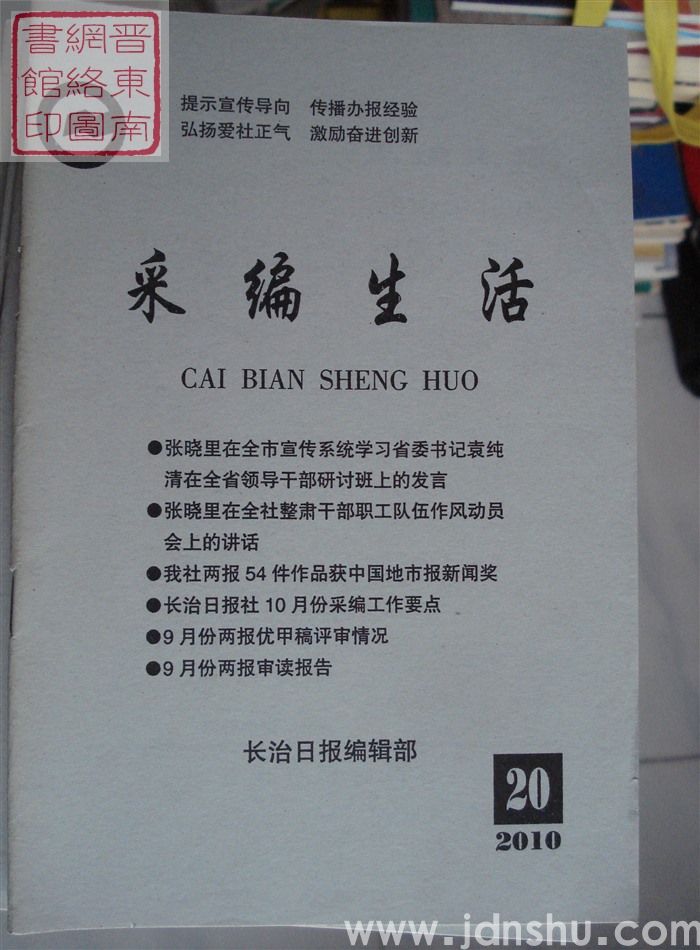 晋東南
網絡圖
書館印
提示宣传导向 传播办报经验
弘扬爱社正气 激励奋进创新
采编生活
CAI BIAN SHENG HUO
●张晓里在全市宣传系统学习省委书记袁纯
清在全省领导干部研讨班上的发言
●张晓里在全社整肃干部职工队伍作风动员
会上的讲话
●我社两报 54 件作品获中国地市报新闻奖
●长治日报社 10 月份采编工作要点
●9 月份两报优甲稿评审情况
●9 月份两报审读报告
长治日报编辑部
20
2010
www.jdnshu.com